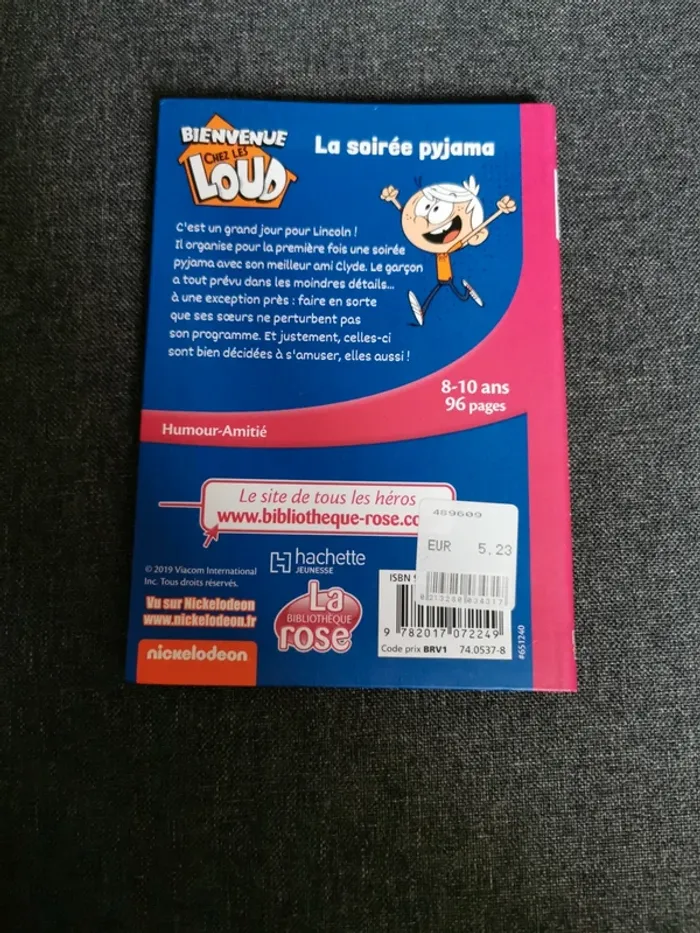 BIENVENUE
CHEZ LES
LOUD
La soirée pyjama
C'est un grand jour pour Lincoln !
Il organise pour la première fois une soirée
pyjama avec son meilleur ami Clyde. Le garçon
a tout prévu dans les moindres détails...
à une exception près : faire en sorte
que ses sœurs ne perturbent pas
son programme. Et justement, celles-ci
sont bien décidées à s'amuser, elles aussi !
8-10 ans
96 pages
Humour-Amitié
Le site de tous les héros
www.bibliotheque-rose.co
489609
EUR 5.23
hachette
JEUNESSE
© 2019 Viacom International
Inc. Tous droits réservés.
Vu sur Nickelodeon
www.nickelodeon.fr
nickelodeon
La
BIBLIOTHÈQUE
rose
ISBN
9 782017 072249
Code prix BRV1 74.0537-8
#651240